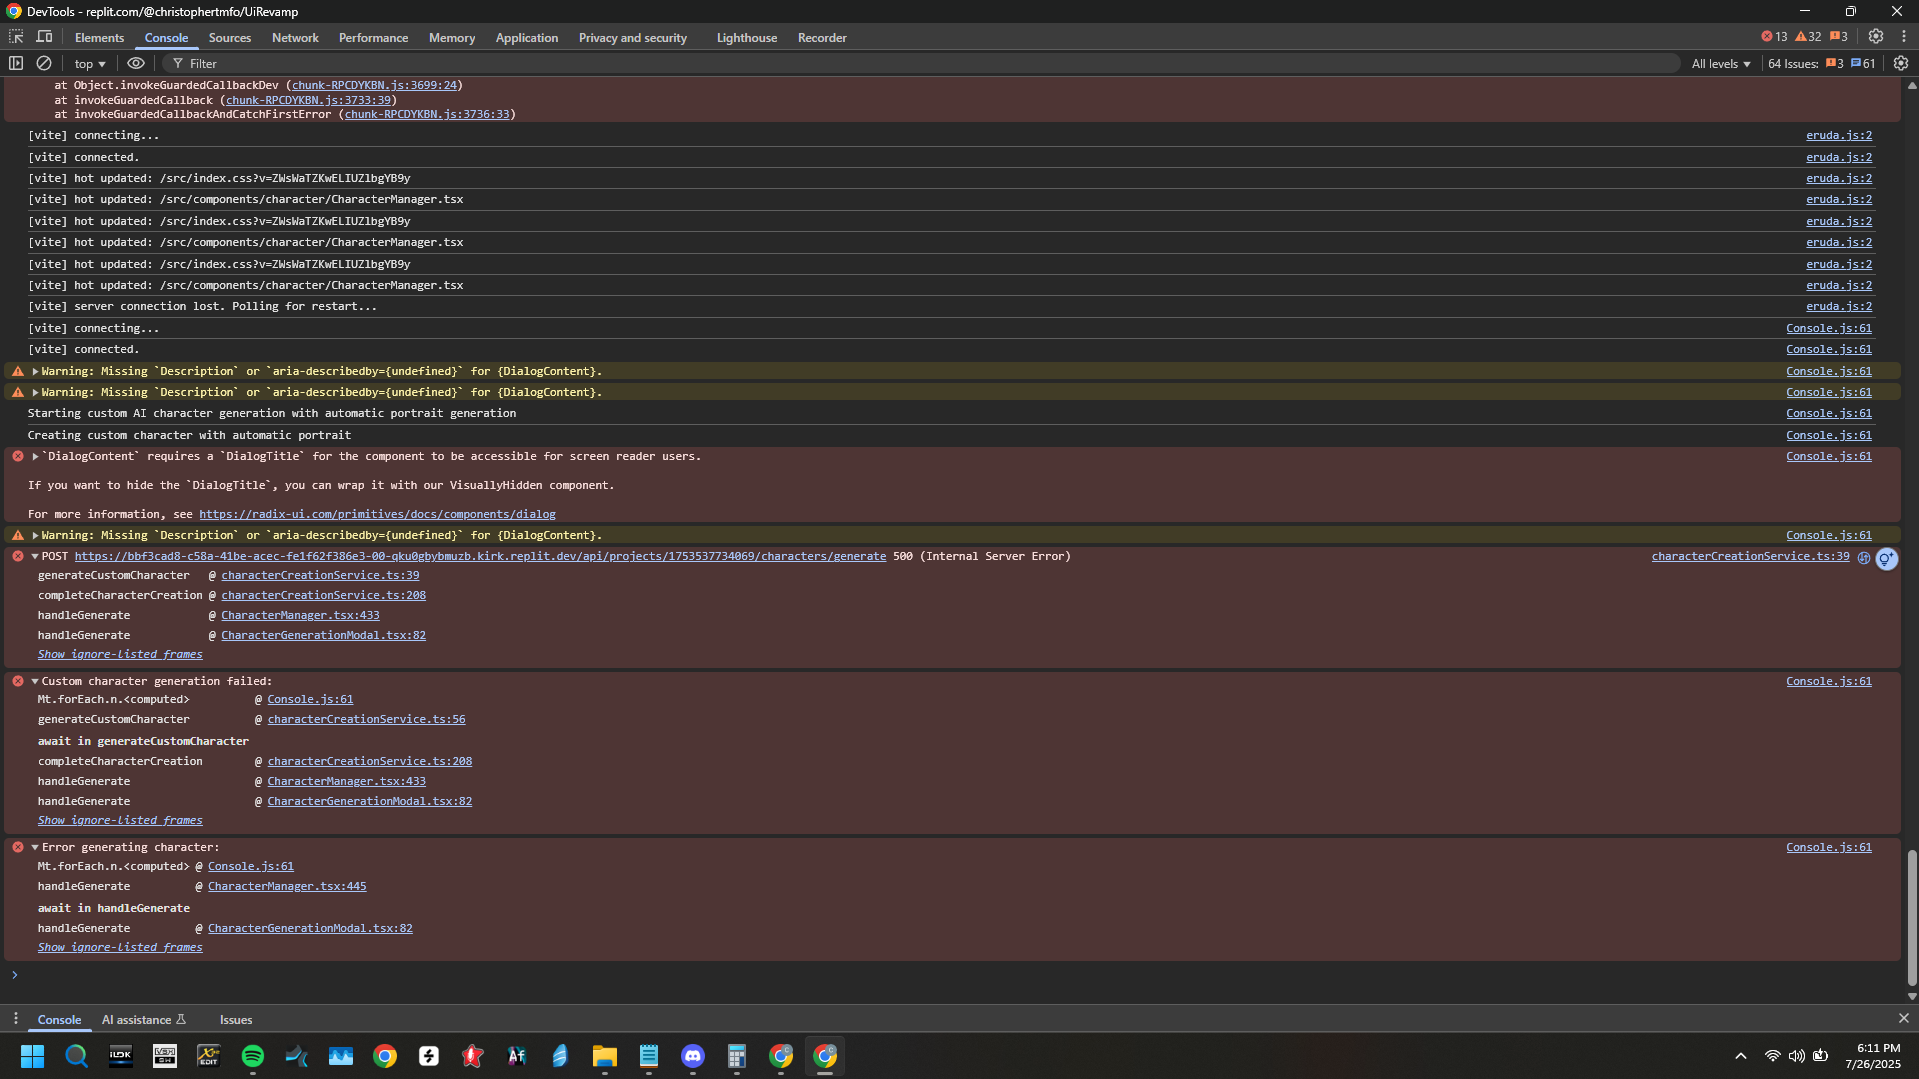 DevTools - replit.com/@christophertmfo/UiRevamp
Elements Console Sources Network Performance Memory Application Privacy and security Lighthouse Recorder 13 32 3
top Filter All levels 64 Issues: 3 61
at Object.invokeGuardedCallbackDev (chunk-RPCDYKBN.js:3699:24)
at invokeGuardedCallback (chunk-RPCDYKBN.js:3733:39)
at invokeGuardedCallbackAndCatchFirstError (chunk-RPCDYKBN.js:3736:33)
[vite] connecting... eruda.js:2
[vite] connected. eruda.js:2
[vite] hot updated: /src/index.css?v=ZWsWaTZKwELIUZlbgYB9y eruda.js:2
[vite] hot updated: /src/components/character/CharacterManager.tsx eruda.js:2
[vite] hot updated: /src/index.css?v=ZWsWaTZKwELIUZlbgYB9y eruda.js:2
[vite] hot updated: /src/components/character/CharacterManager.tsx eruda.js:2
[vite] hot updated: /src/index.css?v=ZWsWaTZKwELIUZlbgYB9y eruda.js:2
[vite] hot updated: /src/components/character/CharacterManager.tsx eruda.js:2
[vite] server connection lost. Polling for restart... eruda.js:2
[vite] connecting... Console.js:61
[vite] connected. Console.js:61
Warning: Missing `Description` or `aria-describedby={undefined}` for {DialogContent}. Console.js:61
Warning: Missing `Description` or `aria-describedby={undefined}` for {DialogContent}. Console.js:61
Starting custom AI character generation with automatic portrait generation Console.js:61
Creating custom character with automatic portrait Console.js:61
`DialogContent` requires a `DialogTitle` for the component to be accessible for screen reader users. Console.js:61
If you want to hide the `DialogTitle`, you can wrap it with our VisuallyHidden component.
For more information, see https://radix-ui.com/primitives/docs/components/dialog
Warning: Missing `Description` or `aria-describedby={undefined}` for {DialogContent}. Console.js:61
POST https://bbf3cad8-c58a-41be-acec-fe1f62f386e3-00-qku0gbybmuzb.kirk.replit.dev/api/projects/1753537734069/characters/generate 500 (Internal Server Error) characterCreationService.ts:39
generateCustomCharacter @ characterCreationService.ts:39
completeCharacterCreation @ characterCreationService.ts:208
handleGenerate @ CharacterManager.tsx:433
handleGenerate @ CharacterGenerationModal.tsx:82
Show ignore-listed frames
Custom character generation failed: Console.js:61
Mt.forEach.n.<computed> @ Console.js:61
generateCustomCharacter @ characterCreationService.ts:56
await in generateCustomCharacter
completeCharacterCreation @ characterCreationService.ts:208
handleGenerate @ CharacterManager.tsx:433
handleGenerate @ CharacterGenerationModal.tsx:82
Show ignore-listed frames
Error generating character: Console.js:61
Mt.forEach.n.<computed> @ Console.js:61
handleGenerate @ CharacterManager.tsx:445
await in handleGenerate
handleGenerate @ CharacterGenerationModal.tsx:82
Show ignore-listed frames
Console AI assistance Issues
6:11 PM
7/26/2025